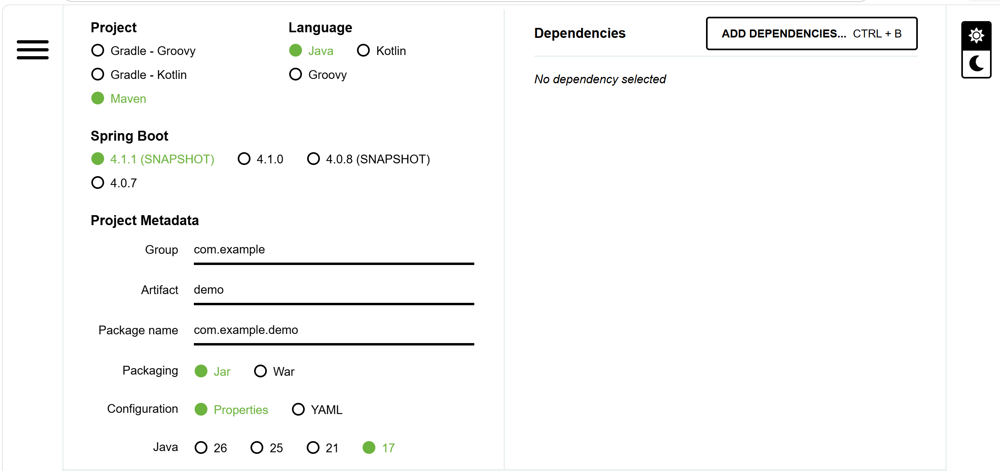 Project
Gradle - Groovy
Gradle - Kotlin
Maven
Language
Java Kotlin
Groovy
Spring Boot
4.1.1 (SNAPSHOT) 4.1.0 4.0.8 (SNAPSHOT)
4.0.7
Project Metadata
Group com.example
Artifact demo
Package name com.example.demo
Packaging Jar War
Configuration Properties YAML
Java 26 25 21 17
Dependencies ADD DEPENDENCIES... CTRL + B
No dependency selected